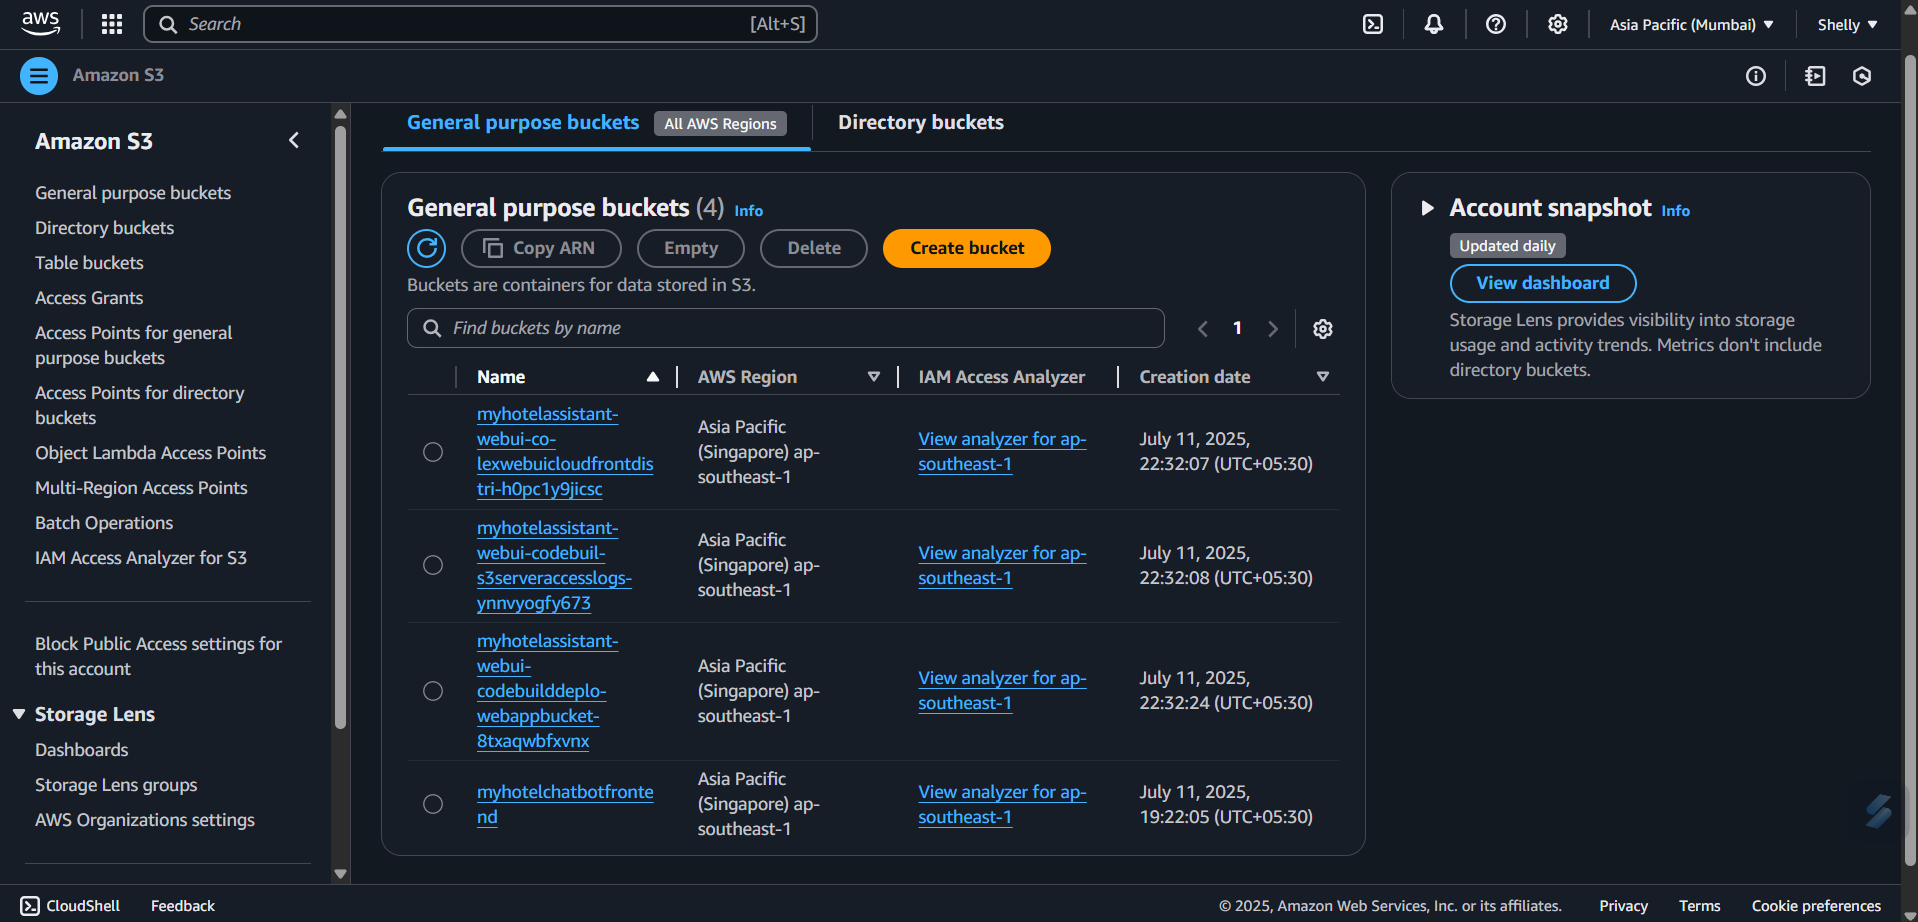 aws
Search [Alt+S]
Asia Pacific (Mumbai)
Shelly
Amazon S3
Amazon S3
General purpose buckets
Directory buckets
Table buckets
Access Grants
Access Points for general
purpose buckets
Access Points for directory
buckets
Object Lambda Access Points
Multi-Region Access Points
Batch Operations
IAM Access Analyzer for S3
Block Public Access settings for
this account
Storage Lens
Dashboards
Storage Lens groups
AWS Organizations settings
General purpose buckets All AWS Regions
Directory buckets
General purpose buckets (4) Info
Copy ARN
Empty
Delete
Create bucket
Buckets are containers for data stored in S3.
Find buckets by name
1
Name
AWS Region
IAM Access Analyzer
Creation date
myhotelassistant-
webui-co-
lexwebuicloudfrontdis
tri-h0pc1y9jicsc
Asia Pacific
(Singapore) ap-
southeast-1
View analyzer for ap-
southeast-1
July 11, 2025,
22:32:07 (UTC+05:30)
myhotelassistant-
webui-codebuil-
s3serveraccesslogs-
ynnvyogfy673
Asia Pacific
(Singapore) ap-
southeast-1
View analyzer for ap-
southeast-1
July 11, 2025,
22:32:08 (UTC+05:30)
myhotelassistant-
webui-
codebuilddeplo-
webappbucket-
8txaqwbfxvnx
Asia Pacific
(Singapore) ap-
southeast-1
View analyzer for ap-
southeast-1
July 11, 2025,
22:32:24 (UTC+05:30)
myhotelchatbotfronte
nd
Asia Pacific
(Singapore) ap-
southeast-1
View analyzer for ap-
southeast-1
July 11, 2025,
19:22:05 (UTC+05:30)
Account snapshot Info
Updated daily
View dashboard
Storage Lens provides visibility into storage
usage and activity trends. Metrics don't include
directory buckets.
CloudShell
Feedback
© 2025, Amazon Web Services, Inc. or its affiliates.
Privacy
Terms
Cookie preferences